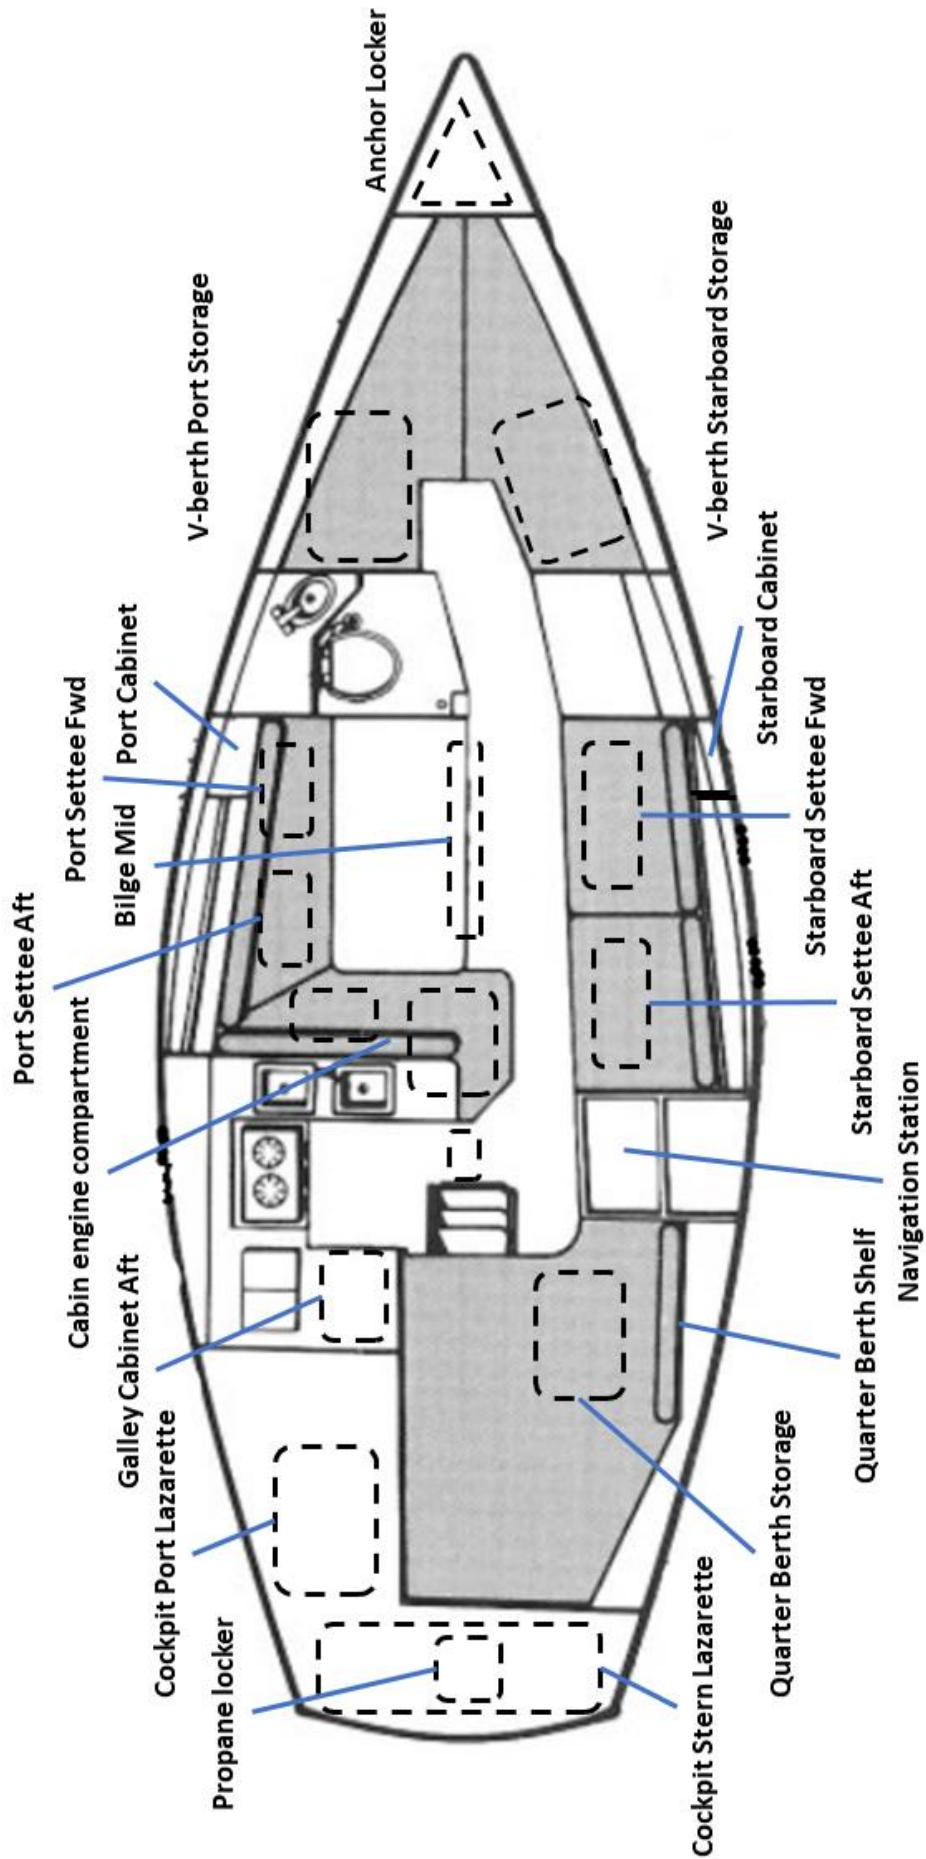 Anchor Locker
V-berth Port Storage
V-berth Starboard Storage
Port Cabinet
Port Settee Fwd
Bilge Mid
Port Settee Aft
Cabin engine compartment
Galley Cabinet Aft
Cockpit Port Lazarette
Propane locker
Starboard Cabinet
Starboard Settee Fwd
Starboard Settee Aft
Navigation Station
Quarter Berth Shelf
Quarter Berth Storage
Cockpit Stern Lazarette